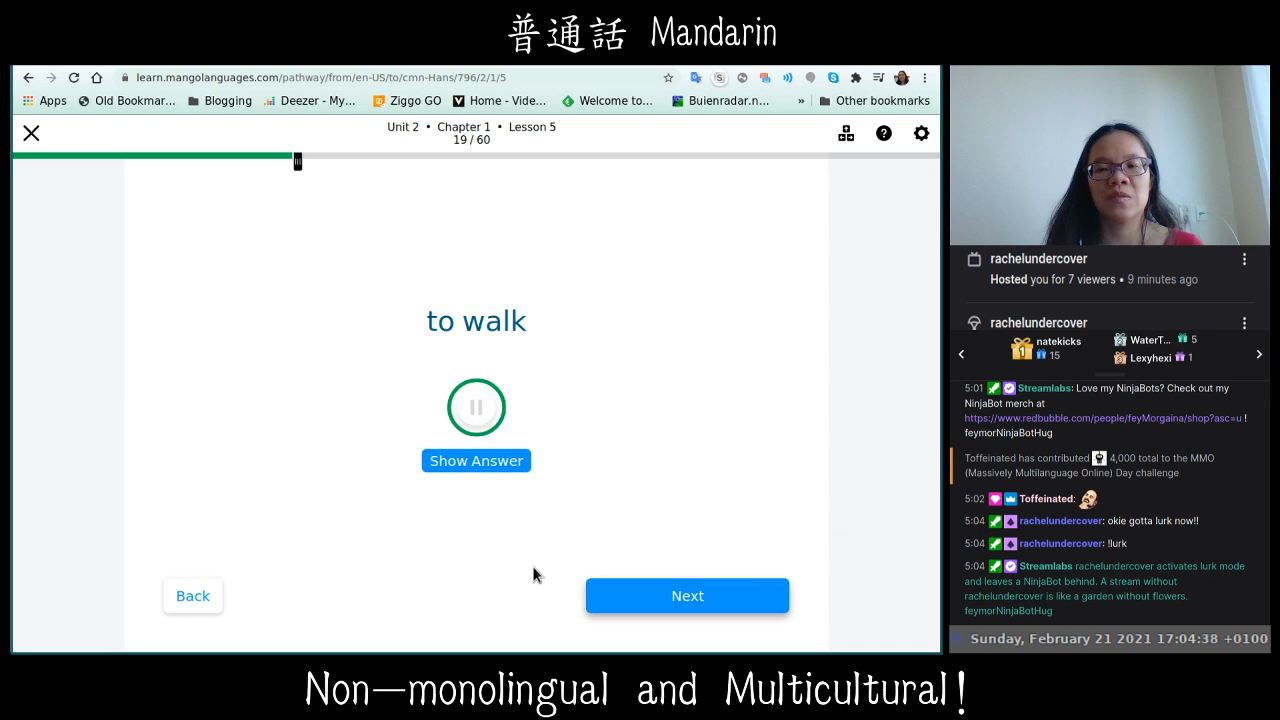 普通話 Mandarin
learn.mangolanguages.com/pathway/from/en-US/to/cmn-Hans/796/2/1/5
Apps
Old Bookmar...
Blogging
Deezer - My...
Ziggo GO
Home - Vide...
Welcome to...
Buienradar.n...
»
Other bookmarks
Unit 2 • Chapter 1 • Lesson 5
19 / 60
to walk
Show Answer
Back
Next
rachelundercover
Hosted you for 7 viewers • 9 minutes ago
rachelundercover
natekicks
15
WaterT... 5
Lexyhexi 1
5:01 Streamlabs: Love my NinjaBots? Check out my
NinjaBot merch at
https://www.redbubble.com/people/feyMorgaina/shop?asc=u !
feymorNinjaBotHug
Toffeinated has contributed 4,000 total to the MMO
(Massively Multilanguage Online) Day challenge
5:02 Toffeinated:
5:04 rachelundercover: okie gotta lurk now!!
5:04 rachelundercover: !lurk
5:04 Streamlabs rachelundercover activates lurk mode
and leaves a NinjaBot behind. A stream without
rachelundercover is like a garden without flowers.
feymorNinjaBotHug
Sunday, February 21 2021 17:04:38 +0100
Non-monolingual and Multicultural!